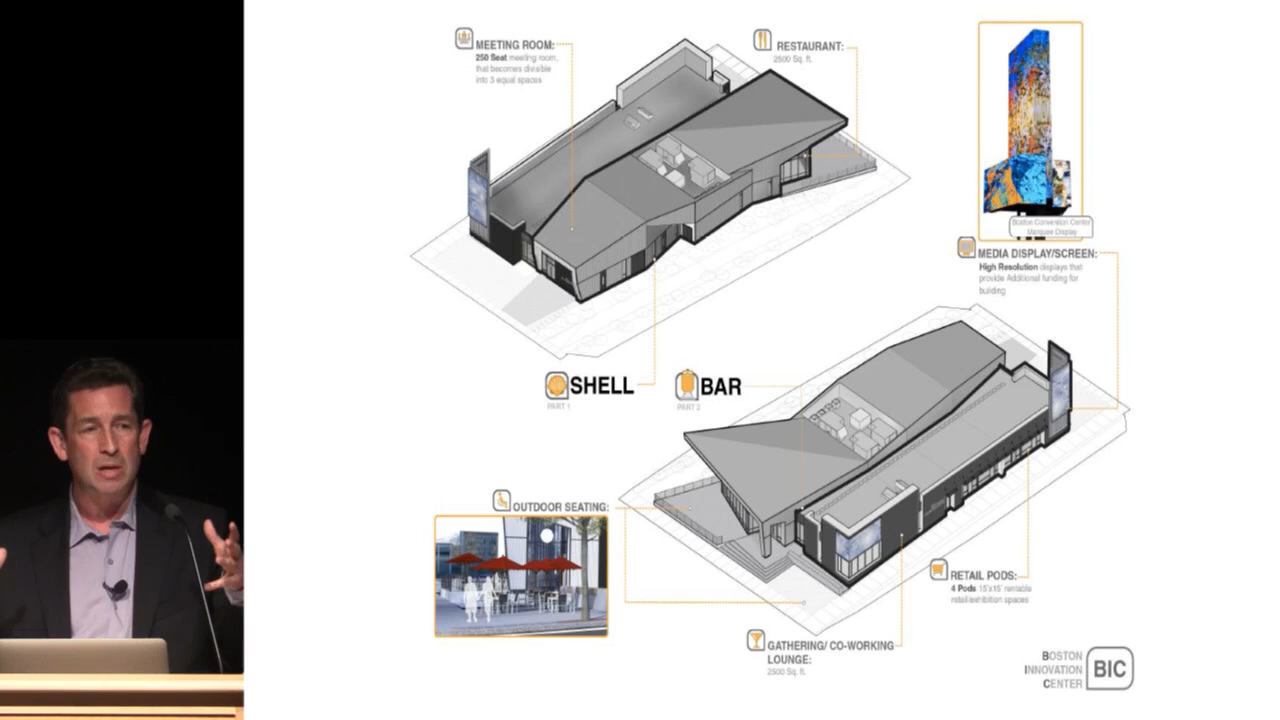 MEETING ROOM:
250 Seat meeting room,
that becomes divisible
into 3 equal spaces
RESTAURANT:
2500 Sq. ft.
Boston Convention Center
Marquee Display
MEDIA DISPLAY/SCREEN:
High Resolution displays that
provide Additional funding for
building
SHELL
PART 1
BAR
PART 2
OUTDOOR SEATING:
RETAIL PODS:
4 Pods 15'x15' rentable
retail/exhibition spaces
GATHERING/ CO-WORKING
LOUNGE:
2500 Sq. ft.
BOSTON
INNOVATION
CENTER
BIC